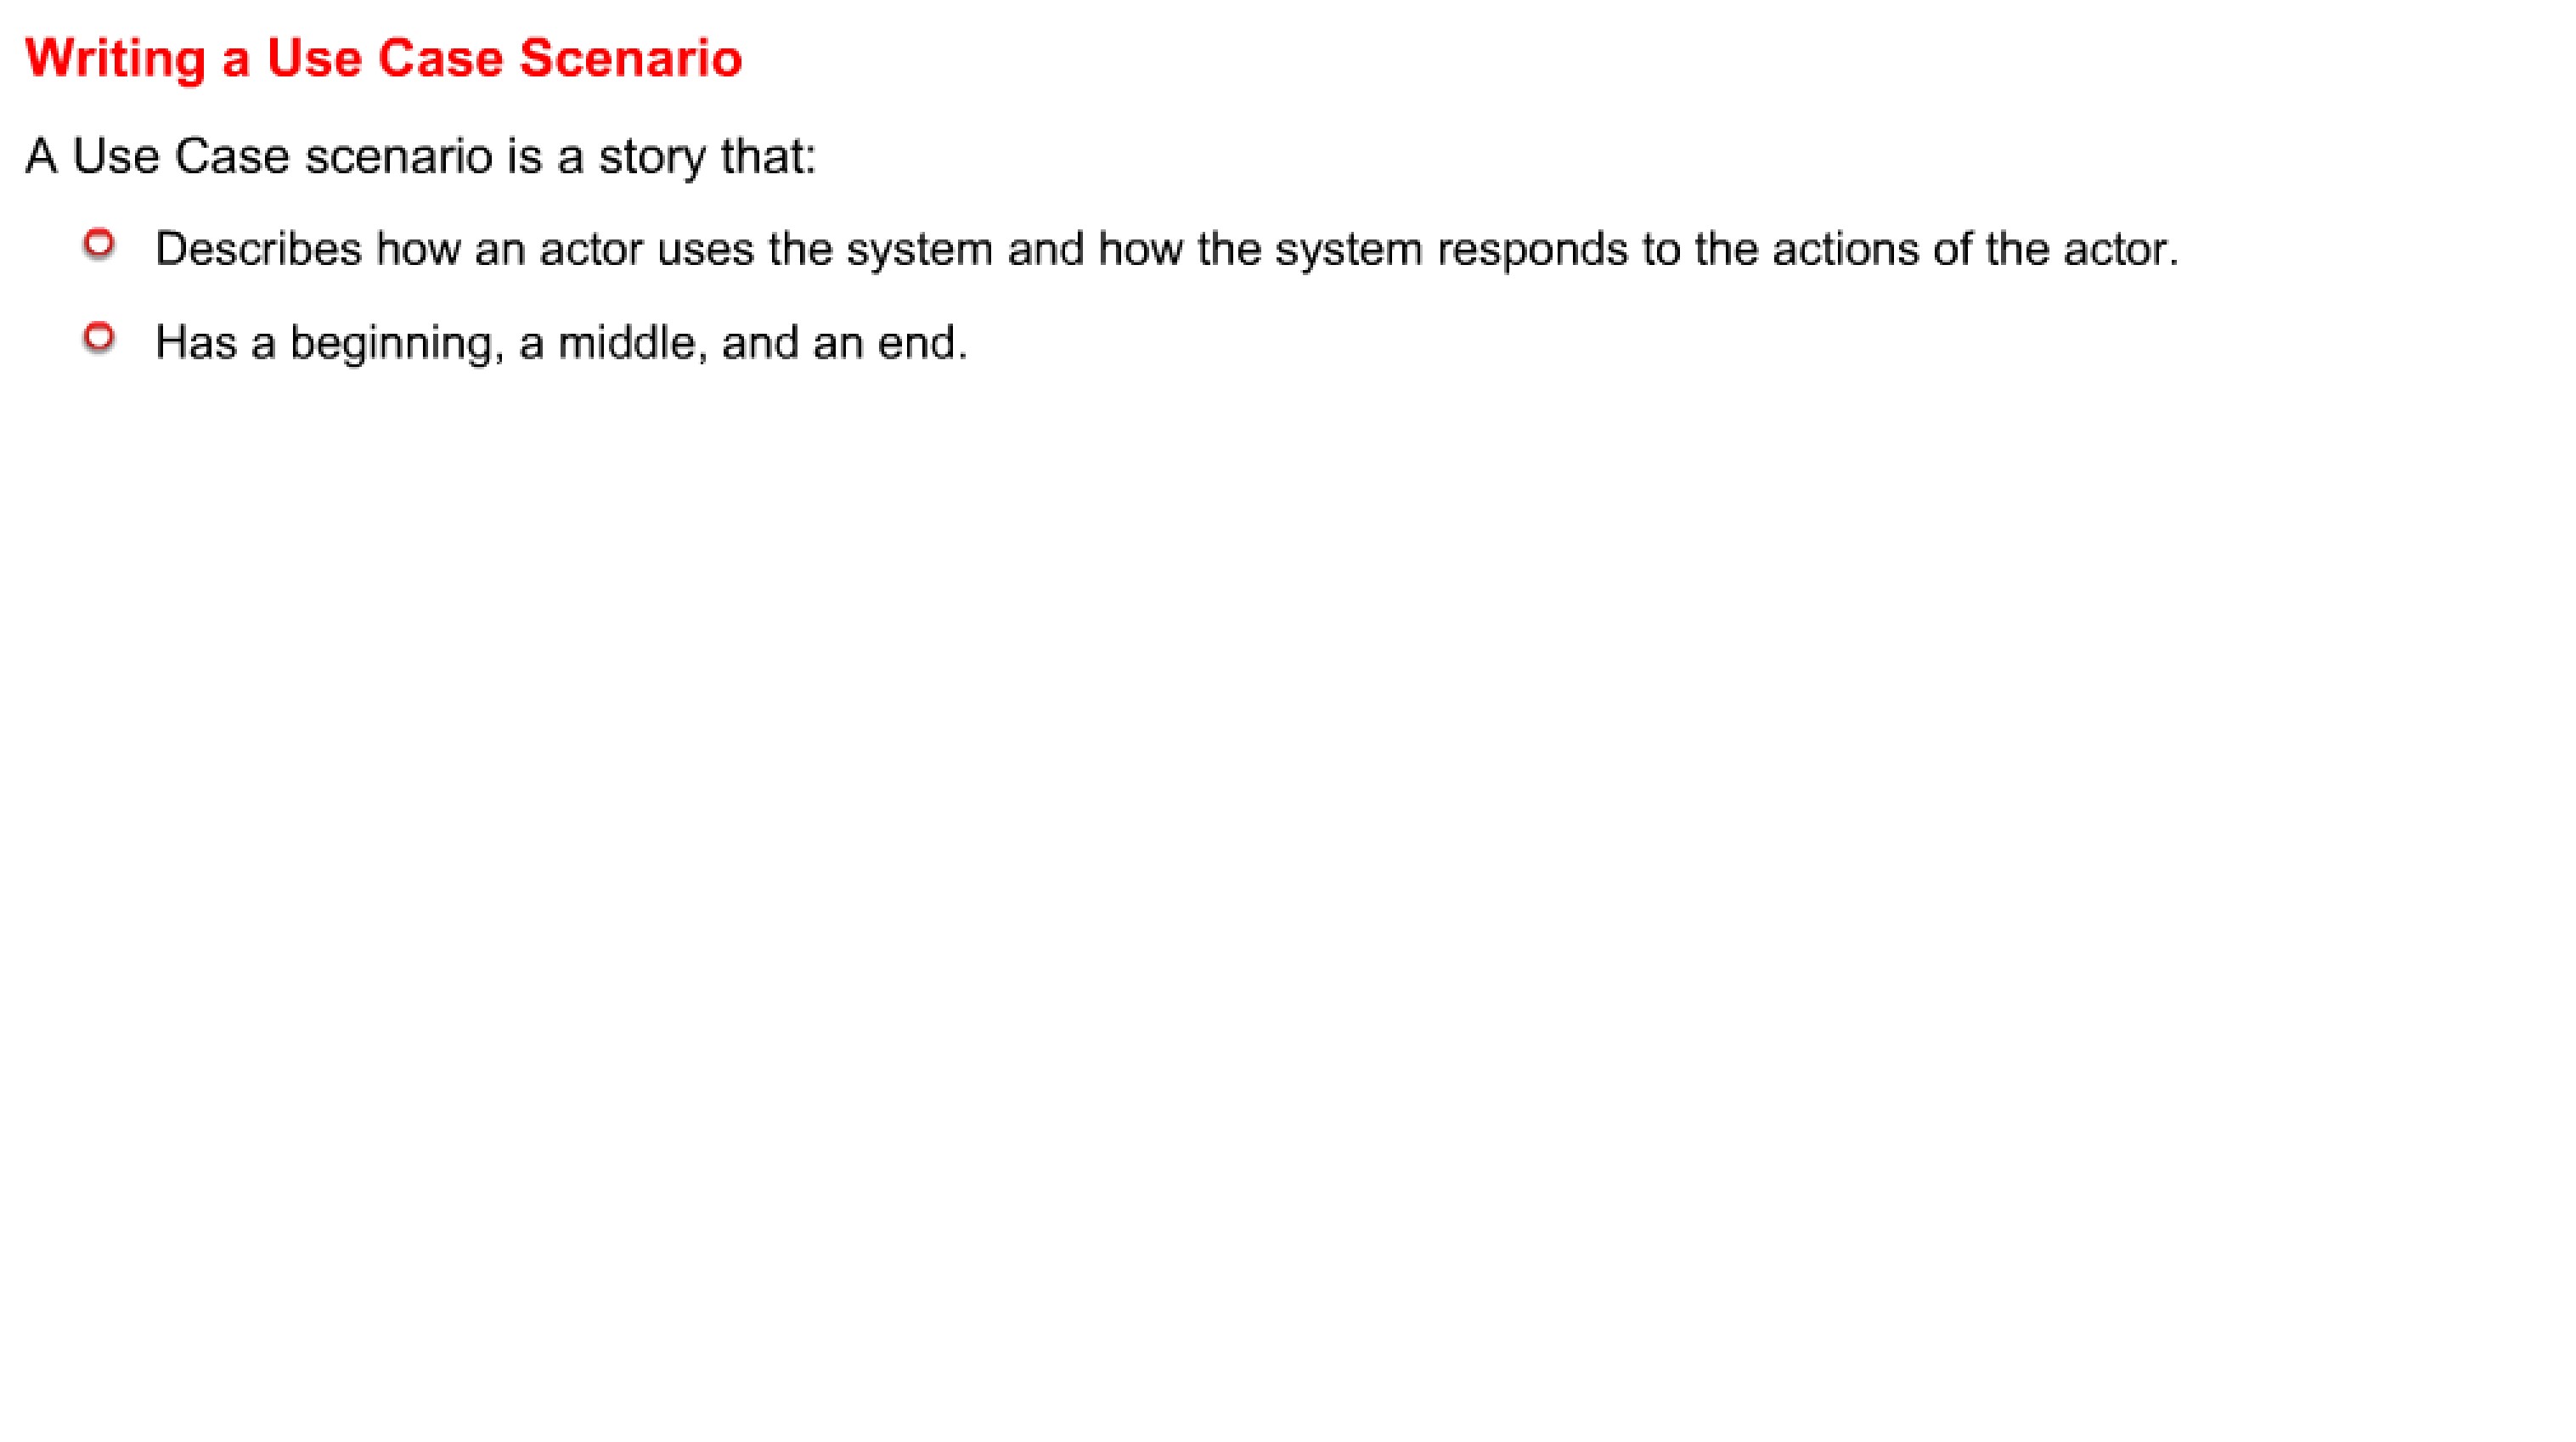 Writing a Use Case Scenario
A Use Case scenario is a story that:
Describes how an actor uses the system and how the system responds to the actions of the actor.
Has a beginning, a middle, and an end.